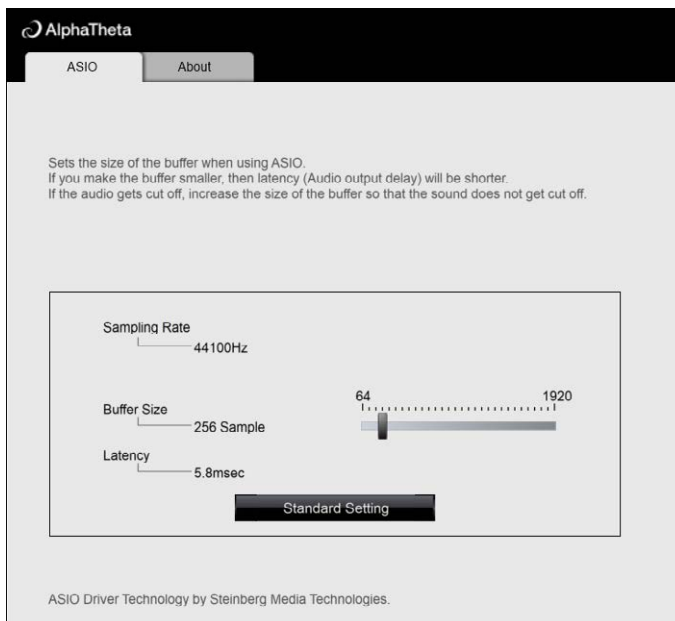 AlphaTheta
ASIO
About
Sets the size of the buffer when using ASIO.
If you make the buffer smaller, then latency (Audio output delay) will be shorter.
If the audio gets cut off, increase the size of the buffer so that the sound does not get cut off.
Sampling Rate
44100Hz
64 1920
Buffer Size
256 Sample
Latency
5.8msec
Standard Setting
ASIO Driver Technology by Steinberg Media Technologies.